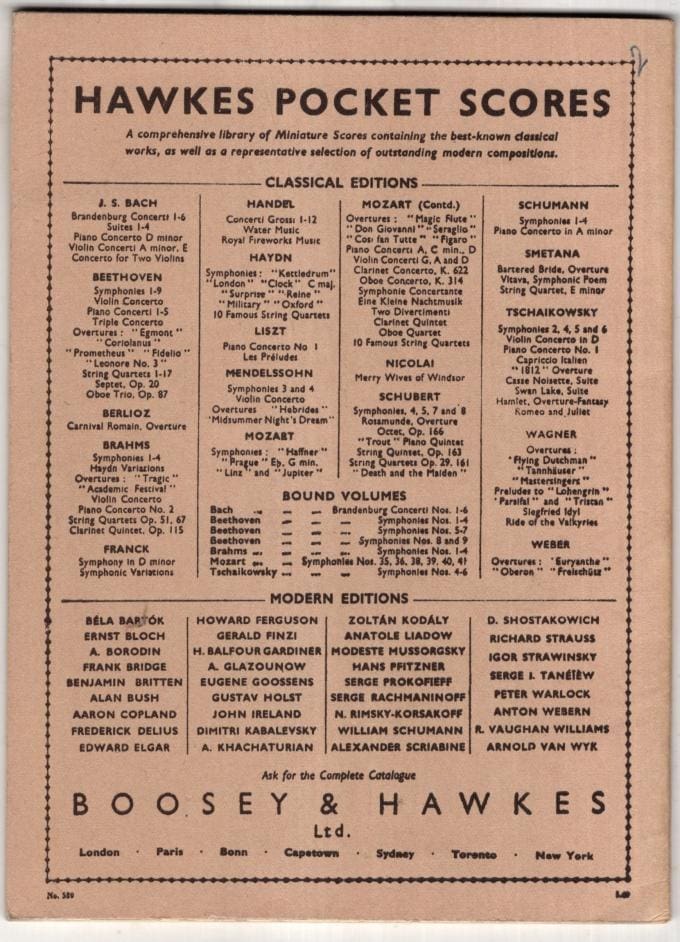 2
HAWKES POCKET SCORES
A comprehensive library of Miniature Scores containing the best-known classical
works, as well as a representative selection of outstanding modern compositions.
CLASSICAL EDITIONS
J. S. BACH
Brandenburg Concerti 1-6
Suites 1-4
Piano Concerto D minor
Violin Concerti A minor, E
Concerto for Two Violins
BEETHOVEN
Symphonies 1-9
Violin Concerto
Piano Concerti 1-5
Triple Concerto
Overtures : "Egmont"
"Coriolanus"
"Prometheus" "Fidelio"
"Leonore No. 3"
String Quartets 1-17
Septet, Op. 20
Oboe Trio, Op. 87
BERLIOZ
Carnival Romain, Overture
BRAHMS
Symphonies 1-4
Haydn Variations
Overtures : "Tragic"
"Academic Festival"
Violin Concerto
Piano Concerto No. 2
String Quartets Op. 51, 67
Clarinet Quintet, Op. 115
FRANCK
Symphony in D minor
Symphonic Variations
HANDEL
Concerti Grossi 1-12
Water Music
Royal Fireworks Music
HAYDN
Symphonies : "Kettledrum"
"London" "Clock" C maj.
"Surprise" "Reine"
"Military" "Oxford"
10 Famous String Quartets
LISZT
Piano Concerto No 1
Les Préludes
MENDELSSOHN
Symphonies 3 and 4
Violin Concerto
Overtures "Hebrides"
'Midsummer Night's Dream"
MOZART
Symphonies : "Haffner"
"Prague" Eb, G min.
"Linz" and "Jupiter"
MOZART (Contd.)
Overtures : "Magic Flute"
"Don Giovanni" "Seraglio"
"Cosi fan Tutte" "Figaro"
Piano Concerti A, C min., D
Violin Concerti G, A and D
Clarinet Concerto, K. 622
Oboe Concerto, K. 314
Symphonie Concertante
Eine Kleine Nachtmusik
Two Divertimenti
Clarinet Quintet
Oboe Quartet
10 Famous String Quartets
NICOLAI
Merry Wives of Windsor
SCHUBERT
Symphonies, 4, 5, 7 and 8
Rosamunde, Overture
Octet, Op. 166
"Trout" Piano Quintet
String Quintet, Op. 163
String Quartets Op. 29, 161
"Death and the Maiden"
SCHUMANN
Symphonies 1-4
Piano Concerto in A minor
SMETANA
Bartered Bride, Overture
Vltava, Symphonic Poem
String Quartet, E minor
TSCHAIKOWSKY
Symphonies 2, 4, 5 and 6
Violin Concerto in D
Piano Concerto No. 1
Capriccio Italien
"1812" Overture
Casse Noisette, Suite
Swan Lake, Suite
Hamlet, Overture-Fantasy
Romeo and Juliet
WAGNER
Overtures :
'Flying Dutchman"
"Tannhäuser"
"Mastersingers"
Preludes to "Lohengrin"
'Parsifal" and "Tristan"
Siegfried Idyl
Ride of the Valkyries
WEBER
Overtures : 'Euryanthe"
"Oberon" "Freischütz"
BOUND VOLUMES
Bach Brandenburg Concerti Nos. 1-6
Beethoven Symphonies Nos. 1-4
Beethoven Symphonies Nos. 5-7
Beethoven Symphonies Nos. 8 and 9
Brahms Symphonies Nos. 1-4
Mozart Symphonies Nos. 35, 36, 38, 39, 40, 41
Tschaikowsky Symphonies Nos. 4-6
MODERN EDITIONS
BÉLA BARTÓK
ERNST BLOCH
A. BORODIN
FRANK BRIDGE
BENJAMIN BRITTEN
ALAN BUSH
AARON COPLAND
FREDERICK DELIUS
EDWARD ELGAR
HOWARD FERGUSON
GERALD FINZI
H. BALFOUR GARDINER
A. GLAZOUNOW
EUGENE GOOSSENS
GUSTAV HOLST
JOHN IRELAND
DIMITRI KABALEVSKY
A. KHACHATURIAN
ZOLTÁN KODÁLY
ANATOLE LIADOW
MODESTE MUSSORGSKY
HANS PFITZNER
SERGE PROKOFIEFF
SERGE RACHMANINOFF
N. RIMSKY-KORSAKOFF
WILLIAM SCHUMANN
ALEXANDER SCRIABINE
D. SHOSTAKOWICH
RICHARD STRAUSS
IGOR STRAWINSKY
SERGE I. TANÉIËW
PETER WARLOCK
ANTON WEBERN
R. VAUGHAN WILLIAMS
ARNOLD VAN WYK
Ask for the Complete Catalogue
BOOSEY & HAWKES
Ltd.
London · Paris · Bonn · Capetown · Sydney · Toronto · New York
No. 589